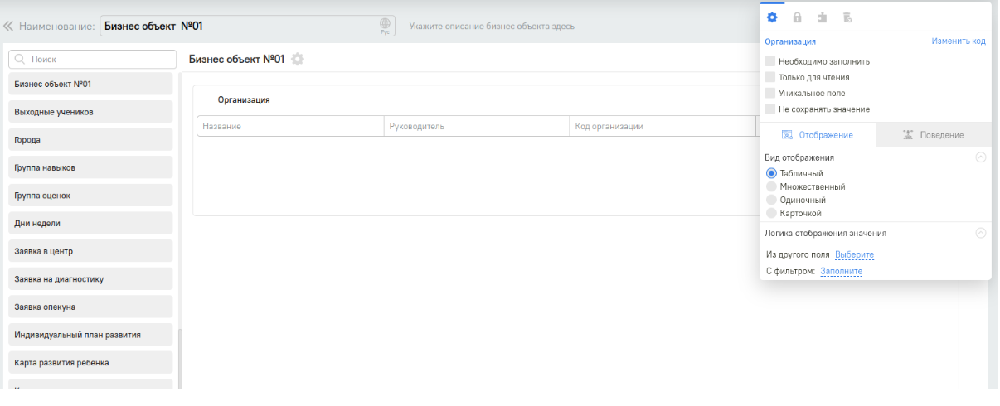 Наименование: Бизнес объект №01 Рус Укажите описание бизнес объекта здесь
Поиск
Бизнес объект №01
Выходные учеников
Города
Группа навыков
Группа оценок
Дни недели
Заявка в центр
Заявка на диагностику
Заявка опекуна
Индивидуальный план развития
Карта развития ребенка
Бизнес объект №01
Организация
Название Руководитель Код организации
Организация Изменить код
Необходимо заполнить
Только для чтения
Уникальное поле
Не сохранять значение
Отображение Поведение
Вид отображения
Табличный
Множественный
Одиночный
Карточкой
Логика отображения значения
Из другого поля Выберите
С фильтром: Заполните